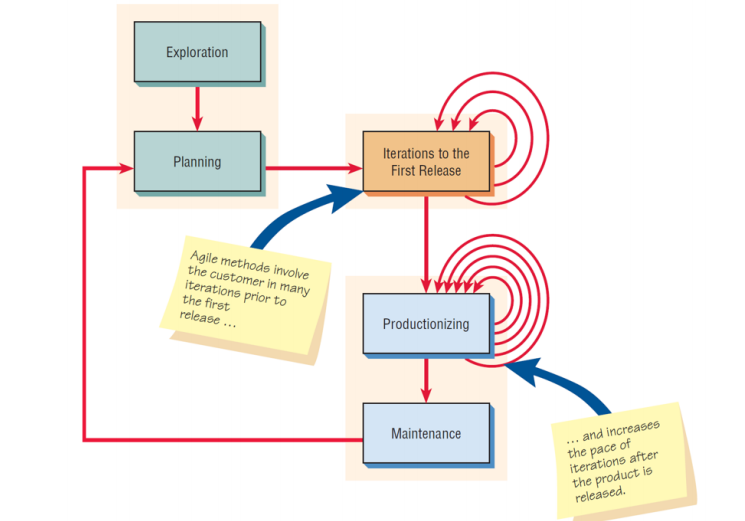 Exploration
Planning
Iterations to the
First Release
Agile methods involve
the customer in many
iterations prior to
the first
release ...
Productionizing
Maintenance
... and increases
the pace of
iterations after
the product is
released.